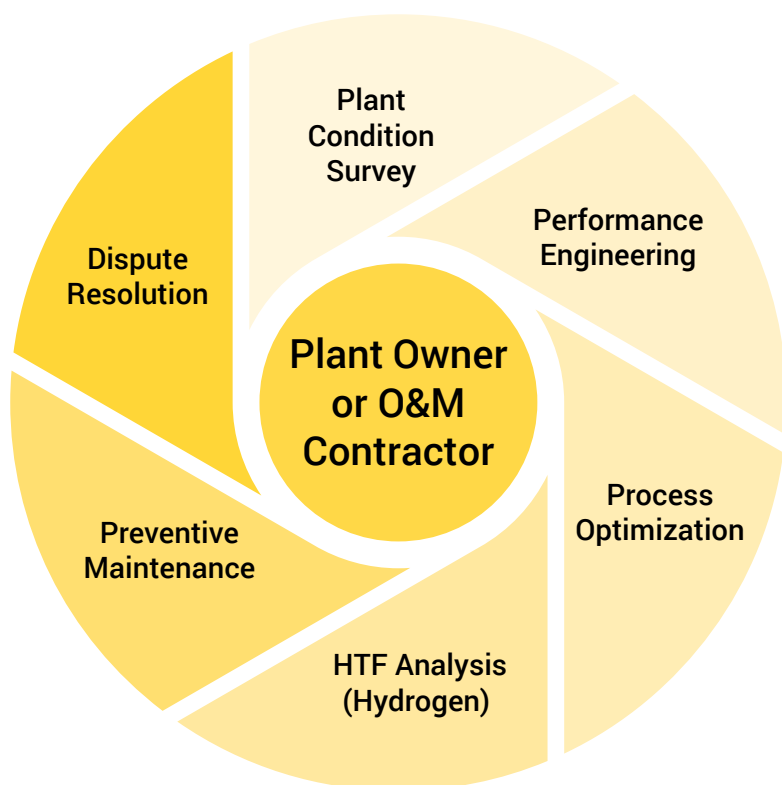 Plant
Condition
Survey
Performance
Engineering
Dispute
Resolution
Plant Owner
or O&M
Contractor
Process
Optimization
Preventive
Maintenance
HTF Analysis
(Hydrogen)